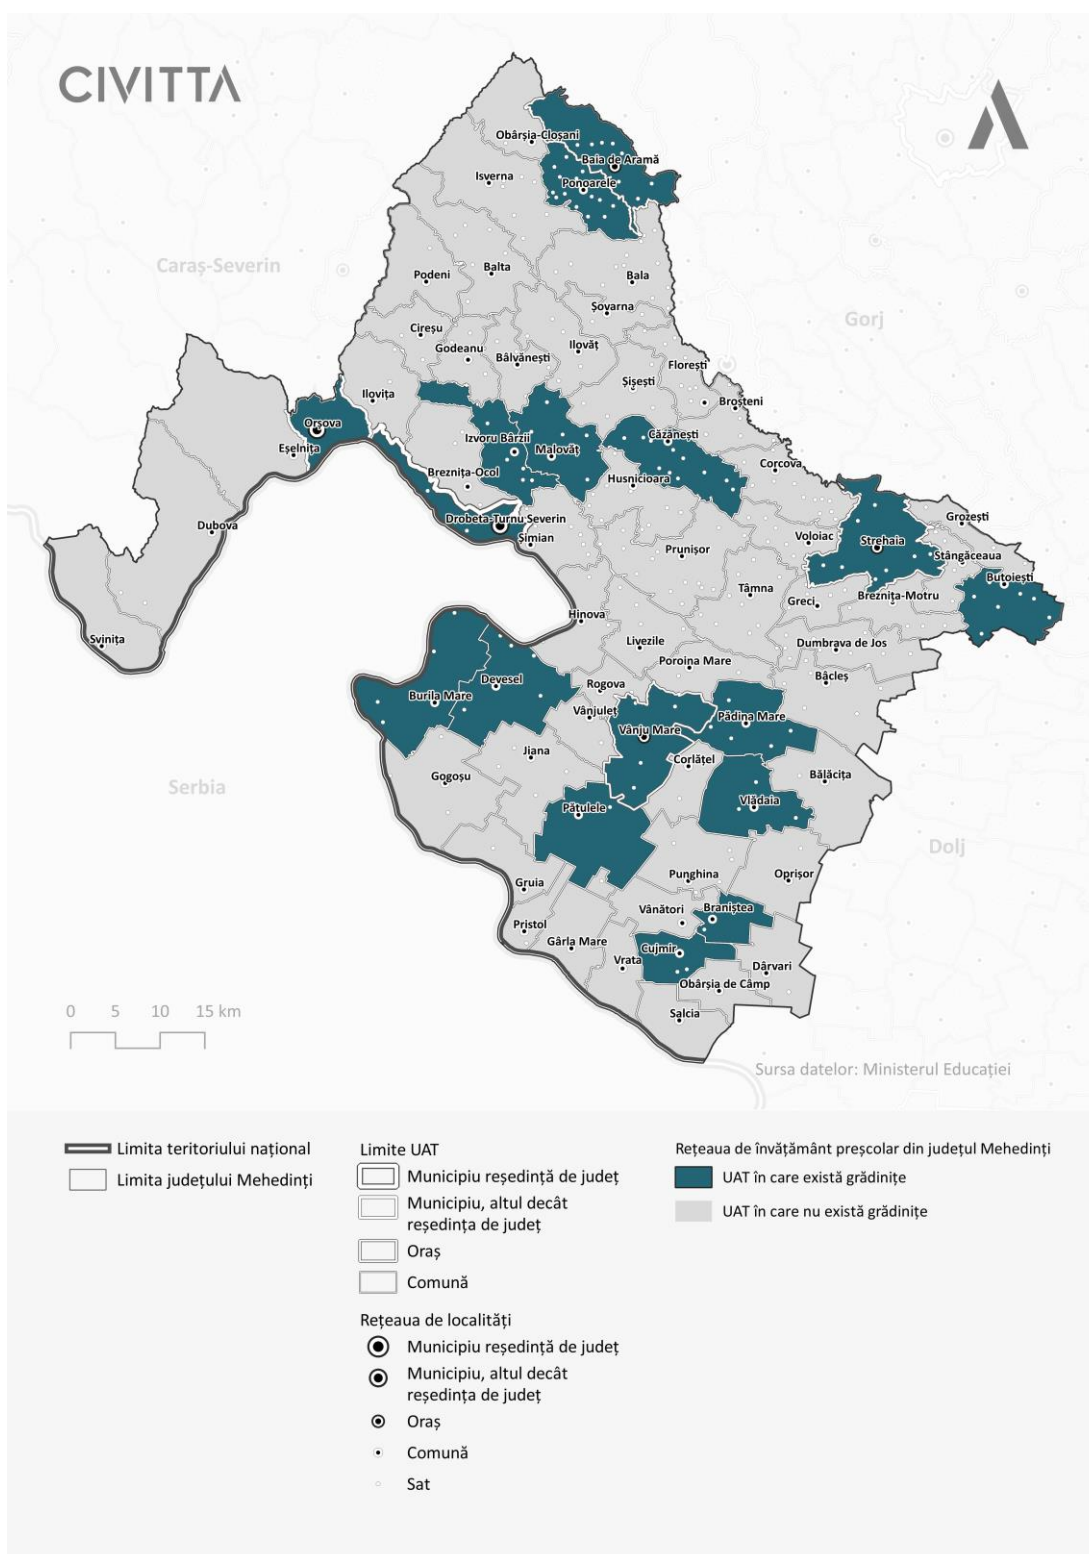 CIVITTA
Obârșia-Cloșani
Baia de Aramă
Isverna
Ponoarele
Caraș-Severin
Podeni
Balta
Bala
Șovarna
Gorj
Cireșu
Godeanu
Bâlvănești
Ilovăț
Florești
Șișești
Ilovița
Broșteni
Orșova
Eșelnița
Izvoru Bârzii
Malovăț
Căzănești
Breznița-Ocol
Husnicioara
Corcova
Dubova
Drobeta-Turnu Severin
Șimian
Prunișor
Voloiac
Strehaia
Grozești
Stângăceaua
Butoiești
Tâmna
Greci
Breznița-Motru
Svinița
Hinova
Livezile
Dumbrava de Jos
Poroina Mare
Bâcleș
Burila Mare
Devesel
Rogova
Vânjuleț
Vânju Mare
Pădina Mare
Jiana
Corlățel
Gogoșu
Bălăcița
Serbia
Pătulele
Vlădaia
Dolj
Gruia
Punghina
Oprișor
Pristol
Vânători
Braniștea
Gârla Mare
Vrata
Cujmir
Dârvari
Obârșia de Câmp
Salcia
0 5 10 15 km
Sursa datelor: Ministerul Educației
Limita teritoriului național
Limita județului Mehedinți
Limite UAT
Municipiu reședință de județ
Municipiu, altul decât
reședința de județ
Oraș
Comună
Rețeaua de localități
Municipiu reședință de județ
Municipiu, altul decât
reședința de județ
Oraș
Comună
Sat
Rețeaua de învățământ preșcolar din județul Mehedinți
UAT în care există grădinițe
UAT în care nu există grădinițe